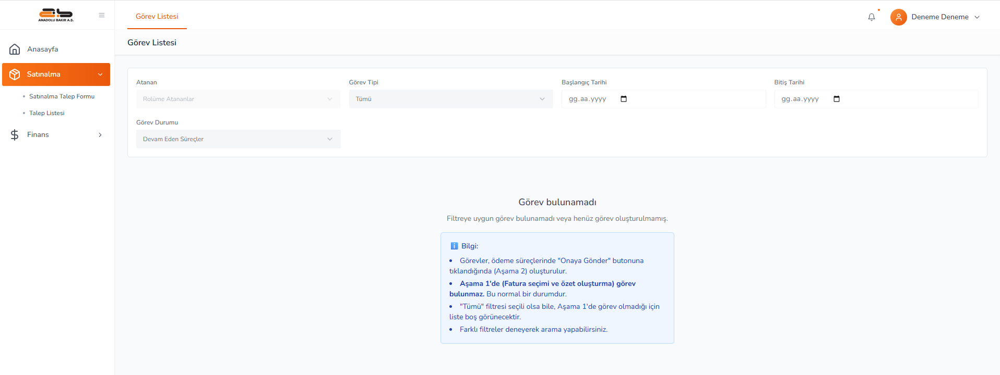 ANADOLU BAKIR A.Ş.
Görev Listesi
Deneme Deneme
Görev Listesi
Anasayfa
Satınalma
Satınalma Talep Formu
Talep Listesi
Finans
Atanan
Rolüme Atananlar
Görev Tipi
Tümü
Başlangıç Tarihi
gg.aa.yyyy
Bitiş Tarihi
gg.aa.yyyy
Görev Durumu
Devam Eden Süreçler
Görev bulunamadı
Filtreye uygun görev bulunamadı veya henüz görev oluşturulmamış.
ℹ️ Bilgi:
• Görevler, ödeme süreçlerinde "Onaya Gönder" butonuna
tıklandığında (Aşama 2) oluşturulur.
• Aşama 1'de (Fatura seçimi ve özet oluşturma) görev
bulunmaz. Bu normal bir durumdur.
• "Tümü" filtresi seçili olsa bile, Aşama 1'de görev olmadığı için
liste boş görünecektir.
• Farklı filtreler deneyerek arama yapabilirsiniz.